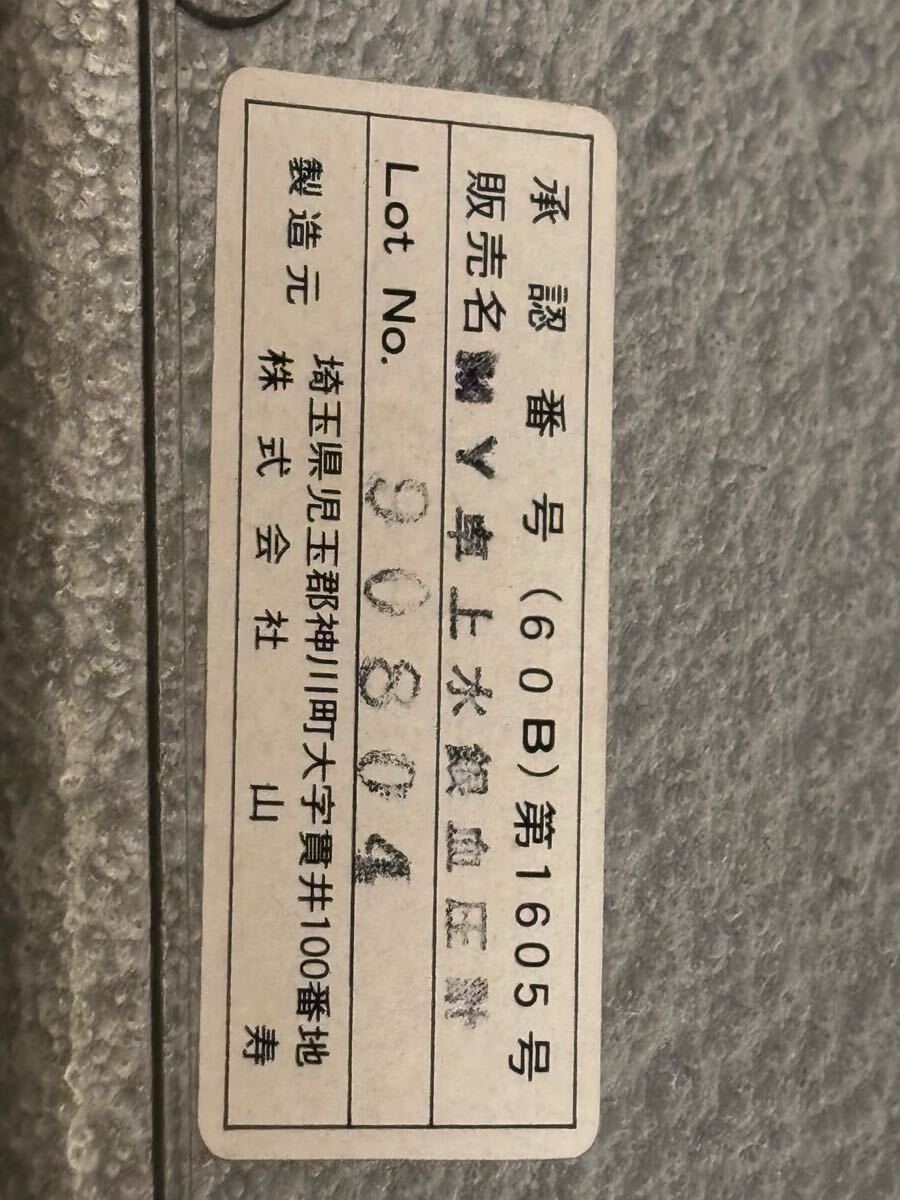 承認番号(60B)第1605号
販売名 MY卓上水銀血圧計
Lot No. 90804
製造元 埼玉県児玉郡神川町大字貫井100番地
株式会社 山寿